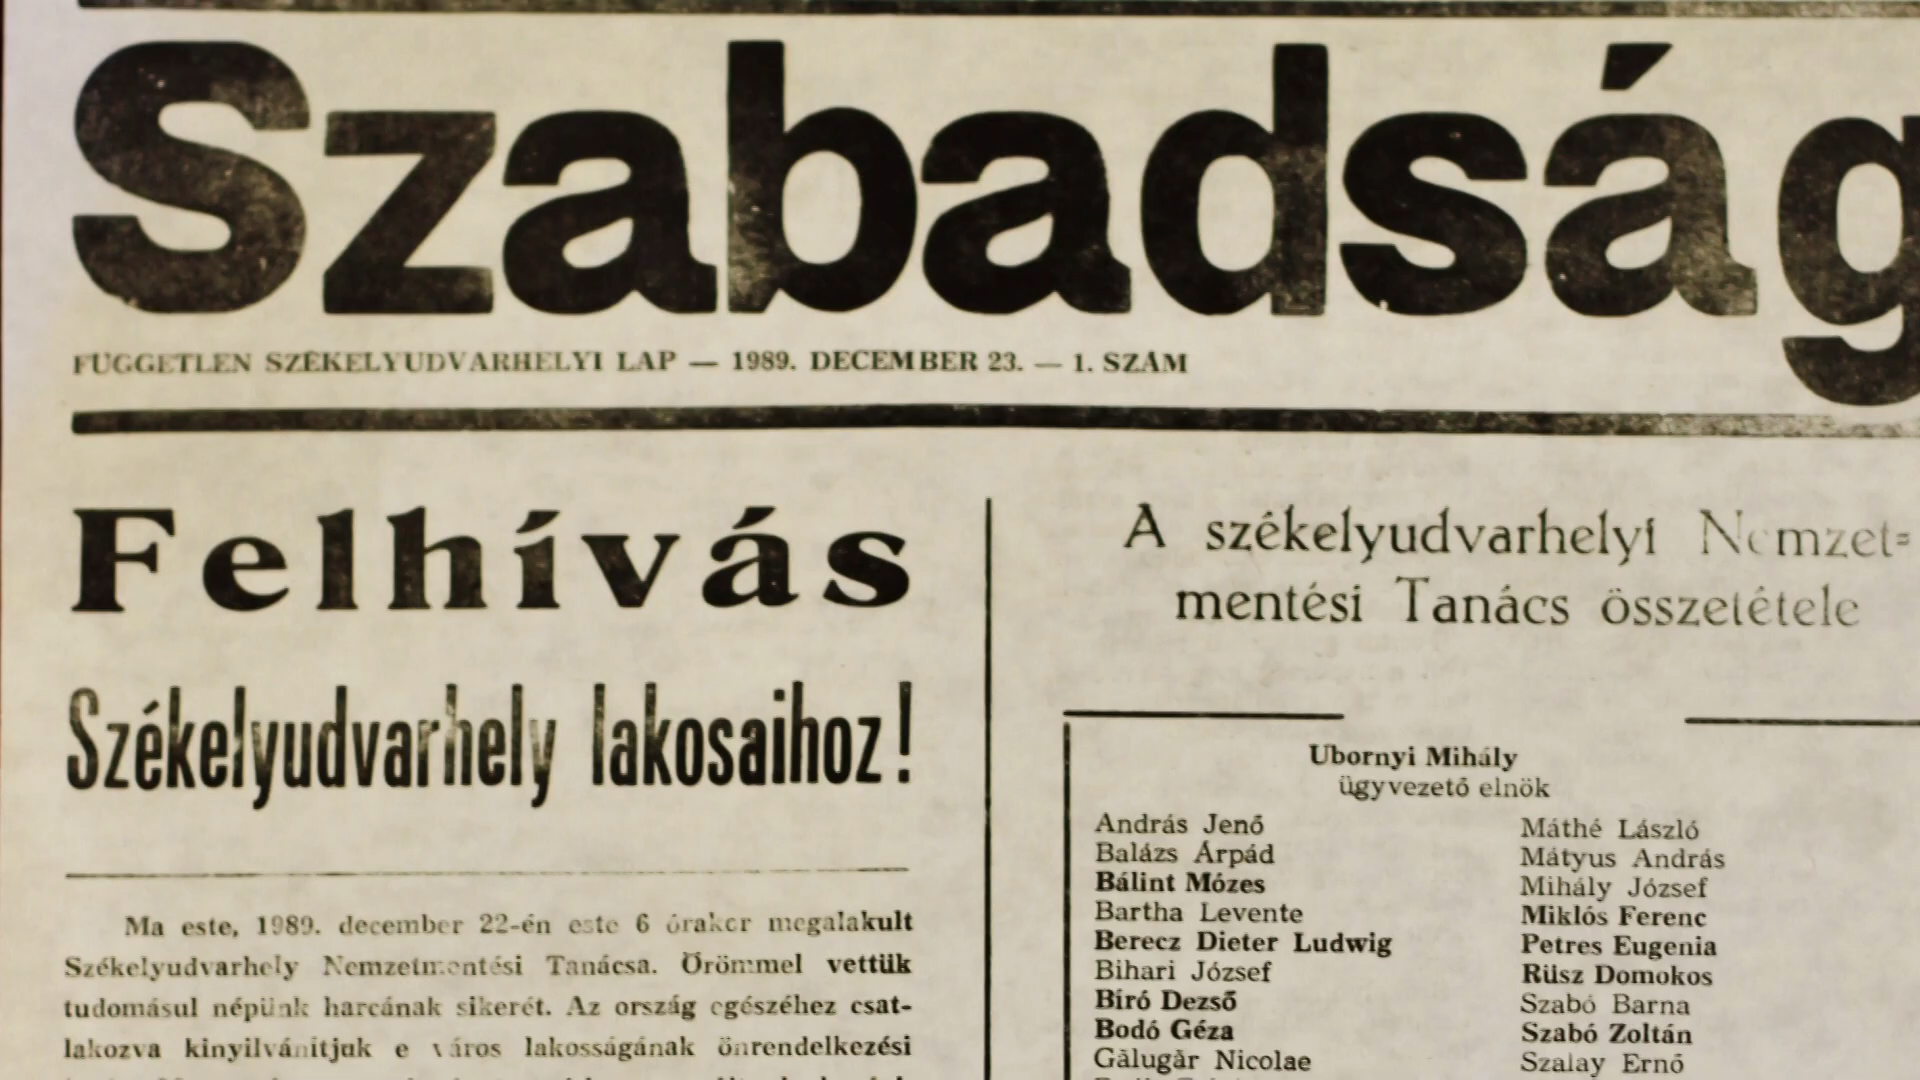 Szabadság
FÜGGETLEN SZÉKELYUDVARHELYI LAP — 1989. DECEMBER 23. — 1. SZÁM
Felhívás
Székelyudvarhely lakosaihoz!
Ma este, 1989. december 22-én este 6 órakor megalakult
Székelyudvarhely Nemzetmentési Tanácsa. Örömmel vettük
tudomásul népünk harcának sikerét. Az ország egészéhez csat-
lakozva kinyilvánítjuk e város lakosságának önrendelkezési
A székelyudvarhelyi Nemzet=
mentési Tanács összetétele
Ubornyi Mihály
ügyvezető elnök
András Jenő
Balázs Árpád
Bálint Mózes
Bartha Levente
Berecz Dieter Ludwig
Bihari József
Bíró Dezső
Bodó Géza
Gălugăr Nicolae
Máthé László
Mátyus András
Mihály József
Miklós Ferenc
Petres Eugenia
Rüsz Domokos
Szabó Barna
Szabó Zoltán
Szalay Ernő